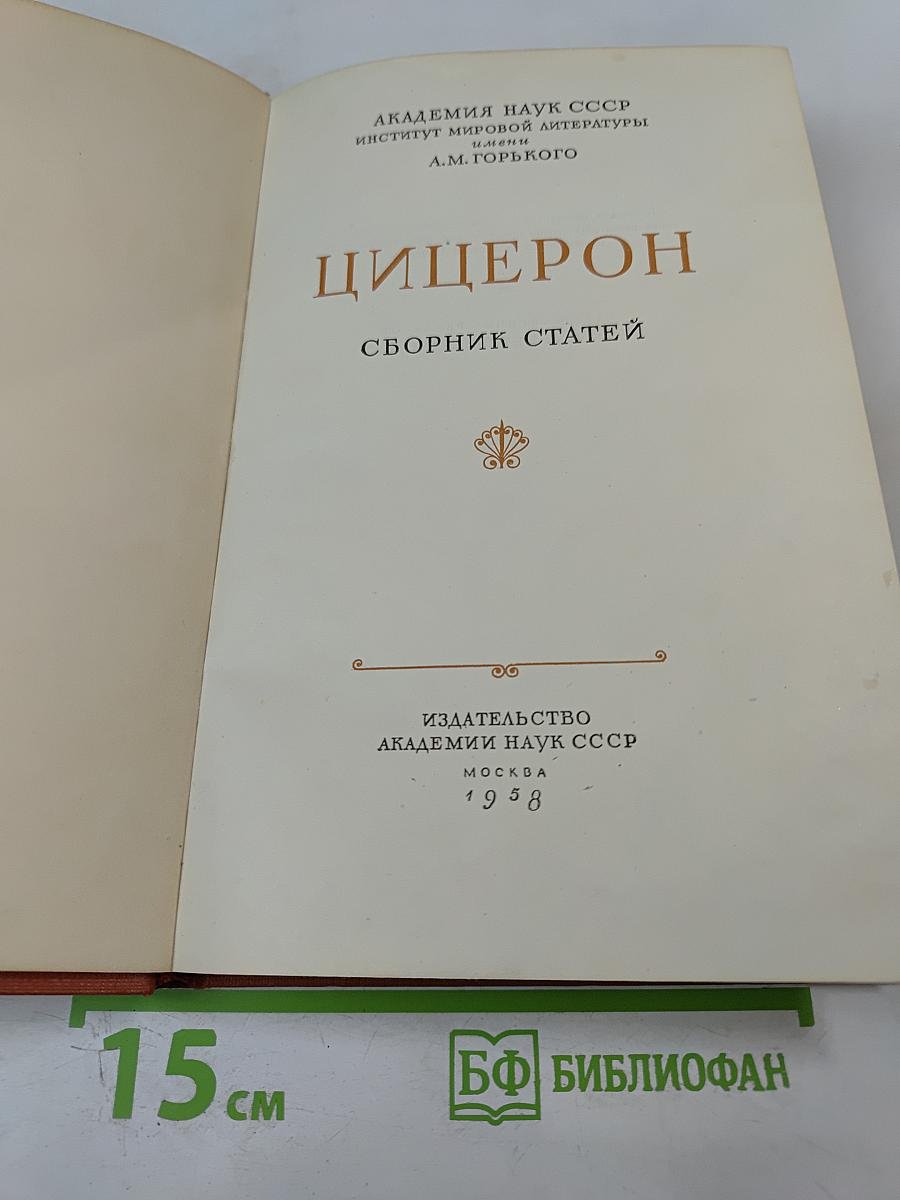 АКАДЕМИЯ НАУК СССР
ИНСТИТУТ МИРОВОЙ ЛИТЕРАТУРЫ
имени
А.М.ГОРЬКОГО
ЦИЦЕРОН
СБОРНИК СТАТЕЙ
ИЗДАТЕЛЬСТВО
АКАДЕМИИ НАУК СССР
МОСКВА
1958
15 см
БФ БИБЛИОФАН